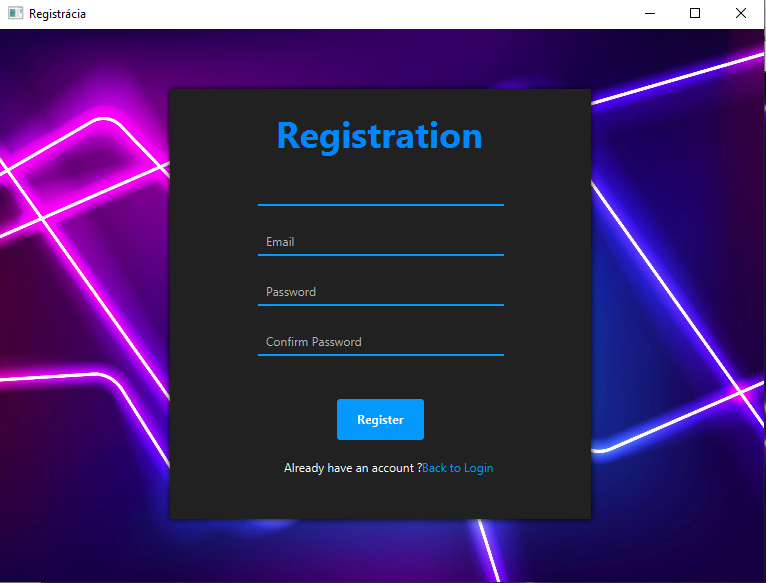 Registrácia
Registration
Email
Password
Confirm Password
Register
Already have an account ?Back to Login